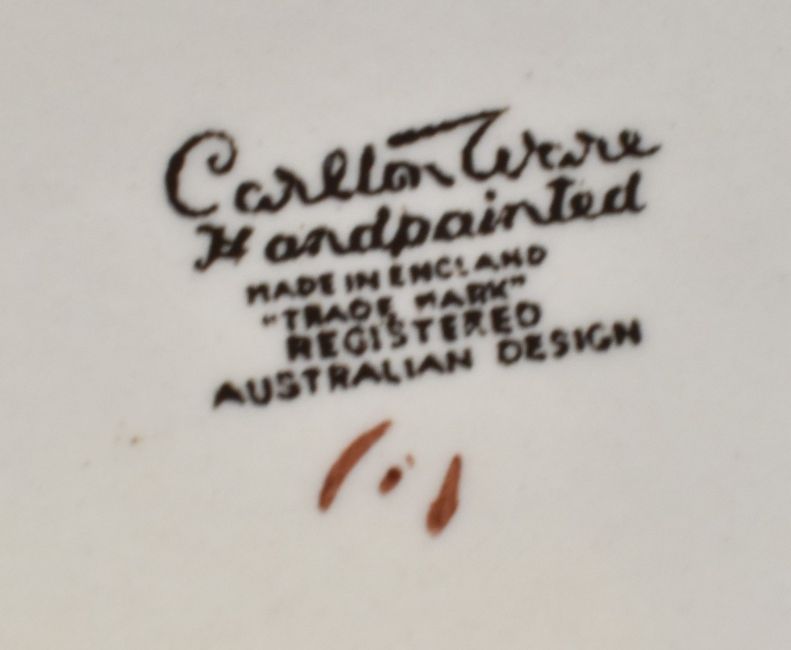 Carlton Ware
Handpainted
MADE IN ENGLAND
"TRADE MARK"
REGISTERED
AUSTRALIAN DESIGN